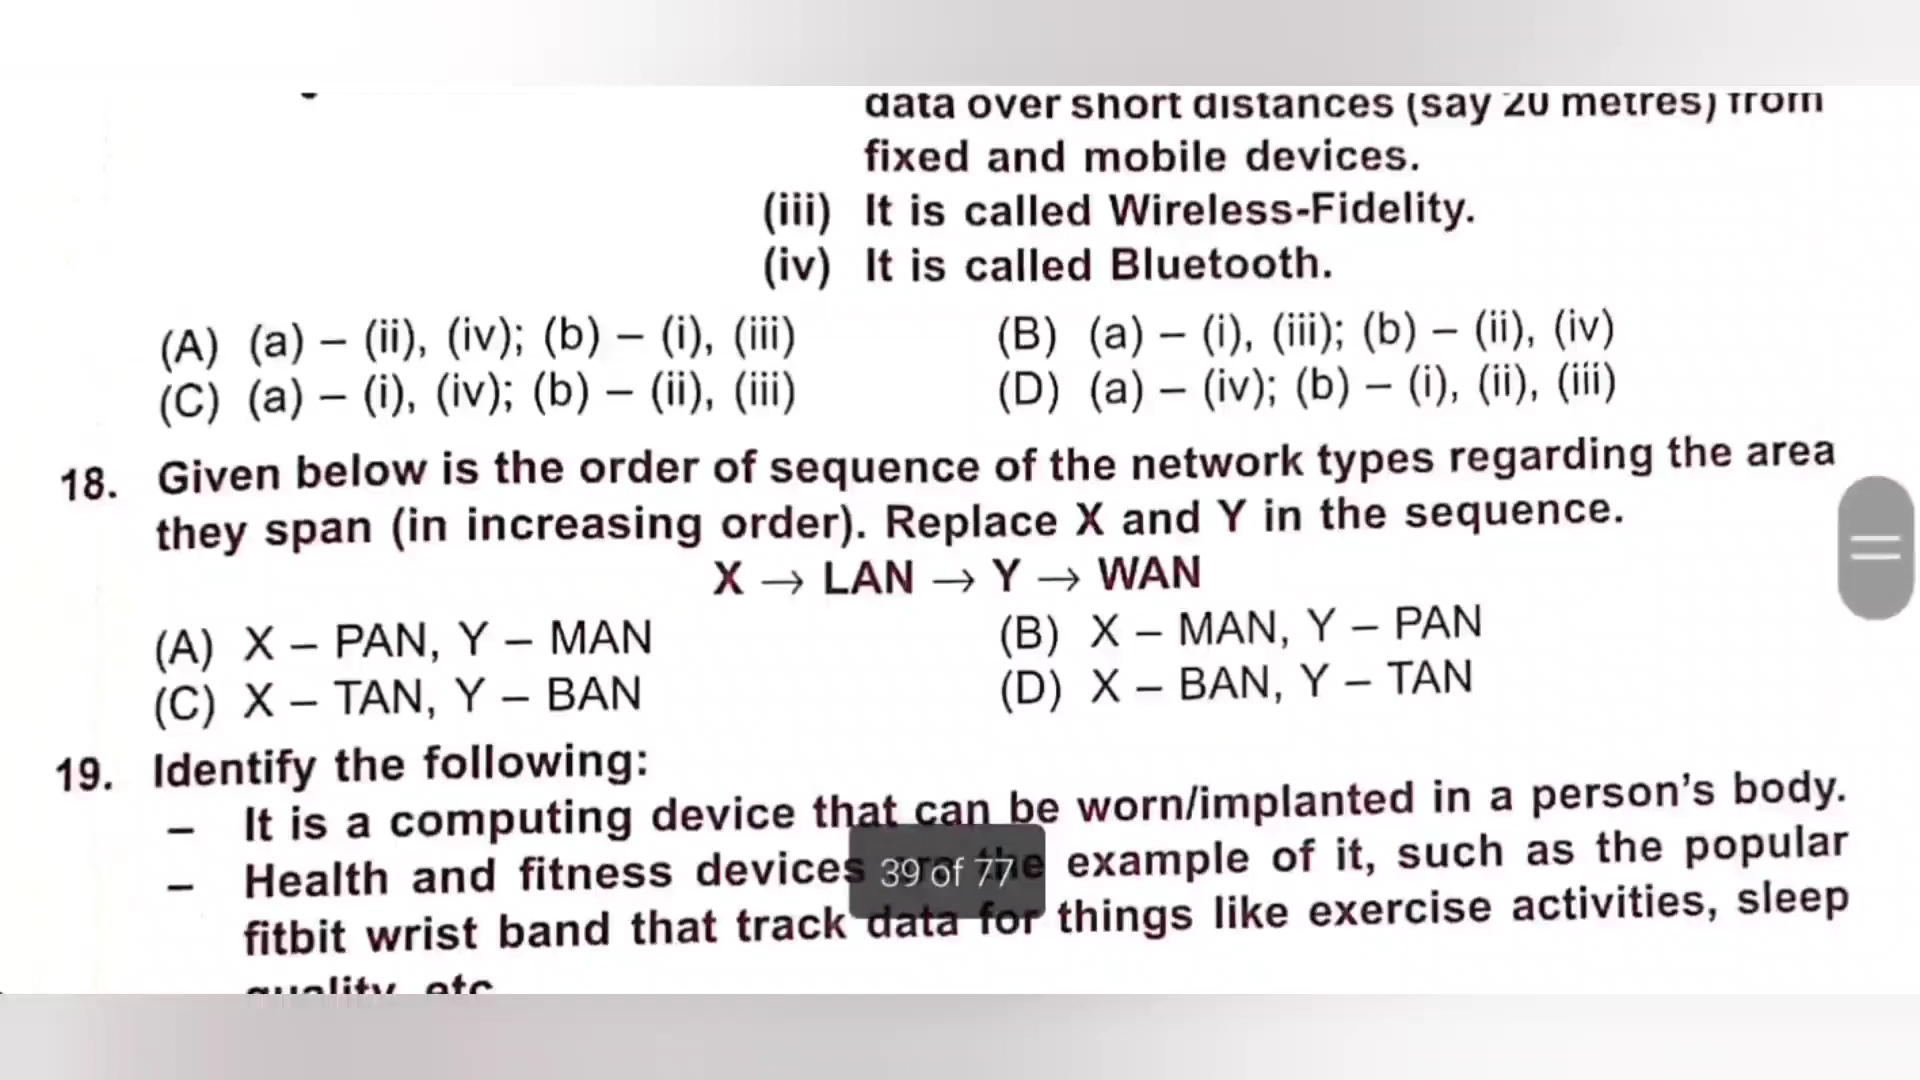 data over short distances (say 20 metres) from
fixed and mobile devices.
(iii) It is called Wireless-Fidelity.
(iv) It is called Bluetooth.
(A) (a) – (ii), (iv); (b) – (i), (iii)
(B) (a) – (i), (iii); (b) – (ii), (iv)
(C) (a) – (i), (iv); (b) – (ii), (iii)
(D) (a) – (iv); (b) – (i), (ii), (iii)
18. Given below is the order of sequence of the network types regarding the area
they span (in increasing order). Replace X and Y in the sequence.
X → LAN → Y → WAN
(A) X – PAN, Y – MAN
(B) X – MAN, Y – PAN
(C) X – TAN, Y – BAN
(D) X – BAN, Y – TAN
19. Identify the following:
– It is a computing device that can be worn/implanted in a person's body.
– Health and fitness devices are the example of it, such as the popular
39 of 77
fitbit wrist band that track data for things like exercise activities, sleep
quality, etc